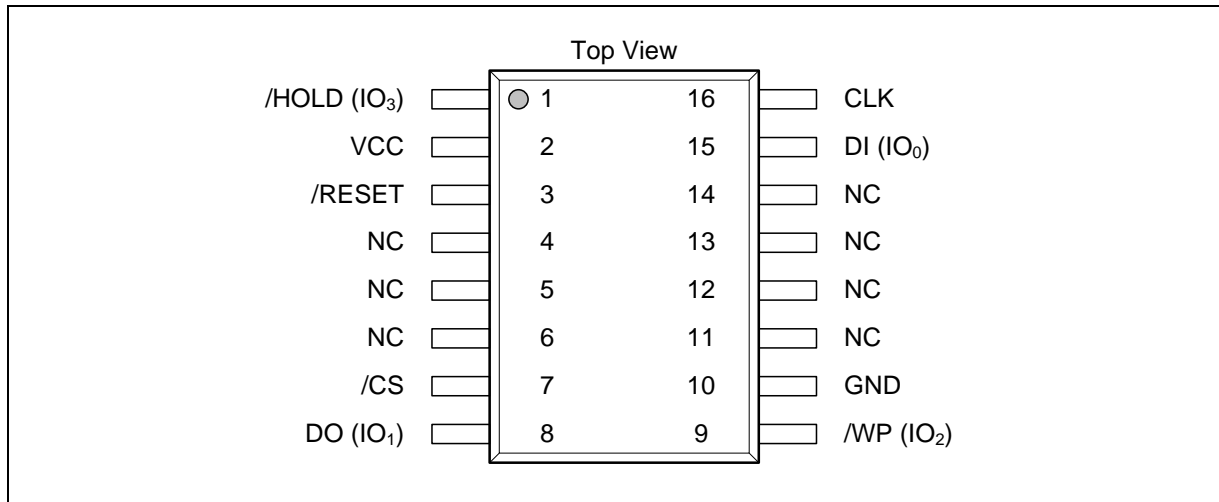 Top View
/HOLD (IO₃) 1 16 CLK
VCC 2 15 DI (IO₀)
/RESET 3 14 NC
NC 4 13 NC
NC 5 12 NC
NC 6 11 NC
/CS 7 10 GND
DO (IO₁) 8 9 /WP (IO₂)